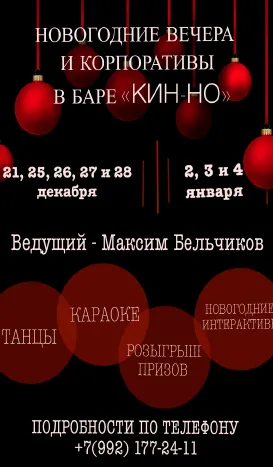 НОВОГОДНИЕ ВЕЧЕРА
И КОРПОРАТИВЫ
В БАРЕ «КИН-НО»
21, 25, 26, 27 и 28
декабря
2, 3 и 4
января
Ведущий - Максим Бельчиков
ТАНЦЫ
КАРАОКЕ
РОЗЫГРЫШ
ПРИЗОВ
НОВОГОДНИЕ
ИНТЕРАКТИВЫ
ПОДРОБНОСТИ ПО ТЕЛЕФОНУ
+7(992) 177-24-11